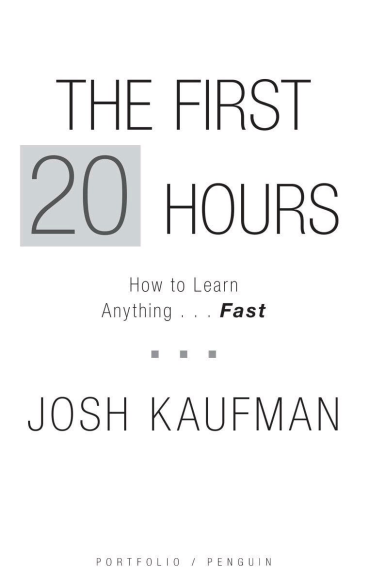 THE FIRST
20 HOURS
How to Learn
Anything . . . Fast
JOSH KAUFMAN
PORTFOLIO / PENGUIN